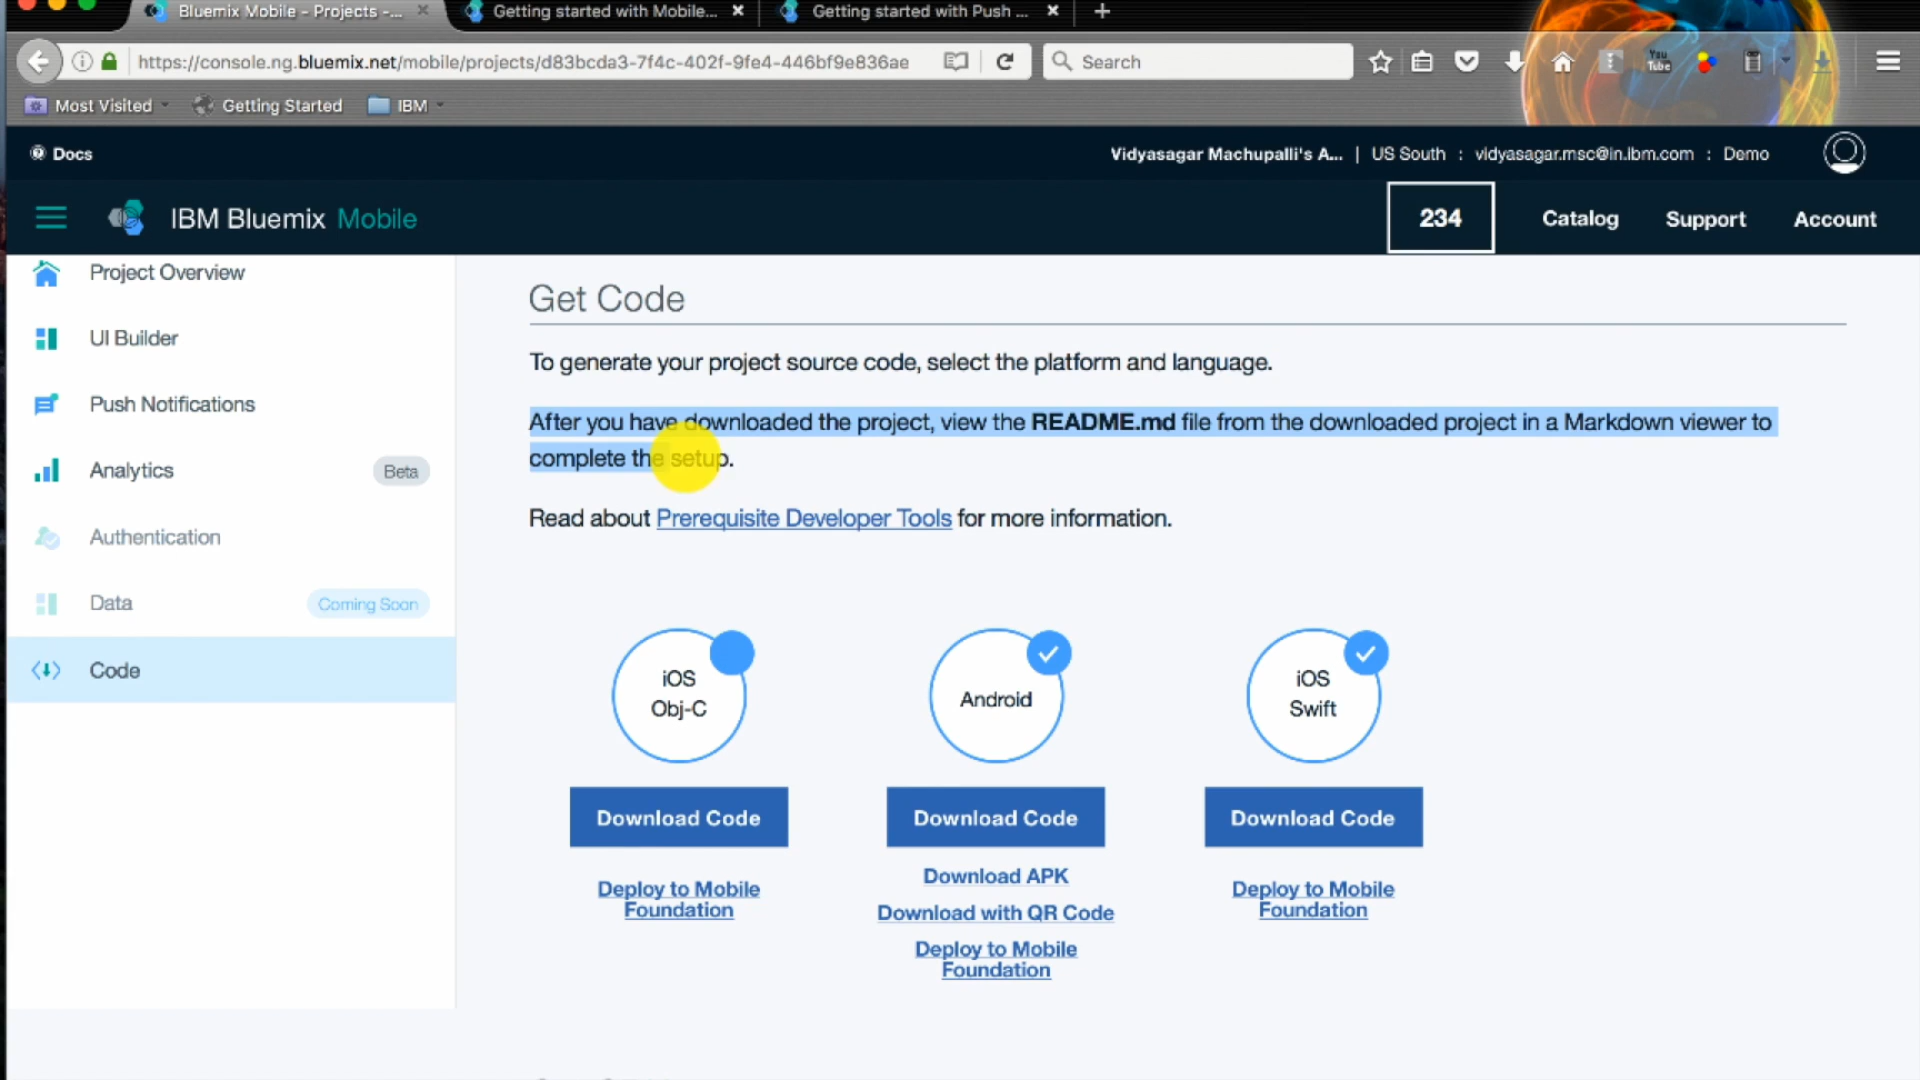 Bluemix Mobile - Projects -...
Getting started with Mobile...
Getting started with Push ...
https://console.ng.bluemix.net/mobile/projects/d83bcda3-7f4c-402f-9fe4-446bf9e836ae
Search
You
Tube
Most Visited
Getting Started
IBM
Docs
Vidyasagar Machupalli's A... | US South : vidyasagar.msc@in.ibm.com : Demo
IBM Bluemix Mobile
234
Catalog
Support
Account
Project Overview
UI Builder
Push Notifications
Analytics
Beta
Authentication
Data
Coming Soon
Code
Get Code
To generate your project source code, select the platform and language.
After you have downloaded the project, view the README.md file from the downloaded project in a Markdown viewer to
complete the setup.
Read about Prerequisite Developer Tools for more information.
iOS
Obj-C
Android
iOS
Swift
Download Code
Download Code
Download Code
Deploy to Mobile
Foundation
Download APK
Download with QR Code
Deploy to Mobile
Foundation
Deploy to Mobile
Foundation